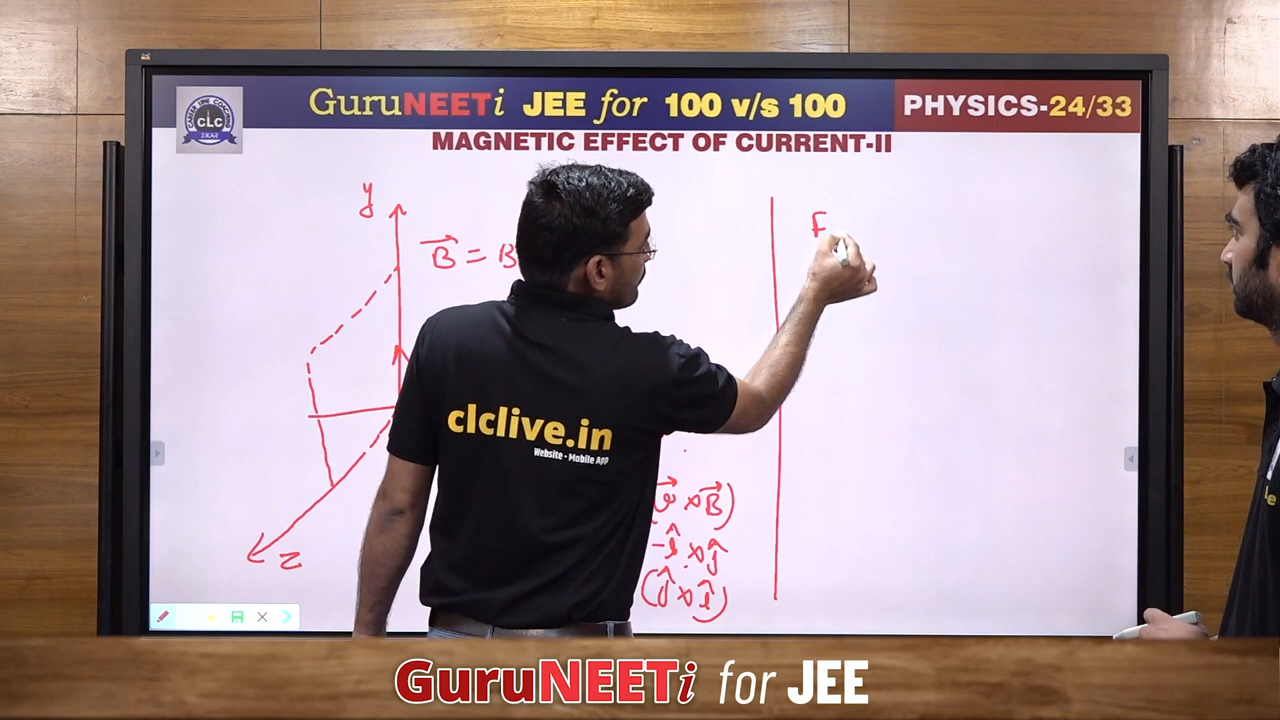 GuruNEETi JEE for 100 v/s 100
PHYSICS-24/33
CAREER LINE COACHING
CLC
SIKAR
MAGNETIC EFFECT OF CURRENT-II
y
B⃗ = B
F
z
v⃗ × B⃗)
-î × ĵ
(ĵ × î)
clclive.in
Website • Mobile App
GuruNEETi for JEE